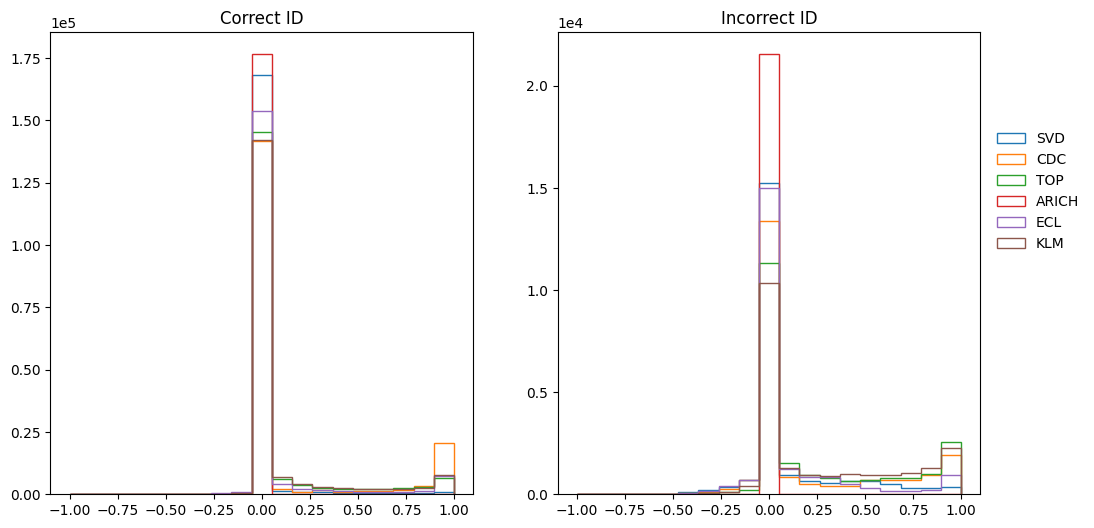 Correct ID
1e5
1.75
1.50
1.25
1.00
0.75
0.50
0.25
0.00
−1.00 −0.75 −0.50 −0.25 0.00 0.25 0.50 0.75 1.00
Incorrect ID
1e4
2.0
1.5
1.0
0.5
0.0
−1.00 −0.75 −0.50 −0.25 0.00 0.25 0.50 0.75 1.00
SVD
CDC
TOP
ARICH
ECL
KLM